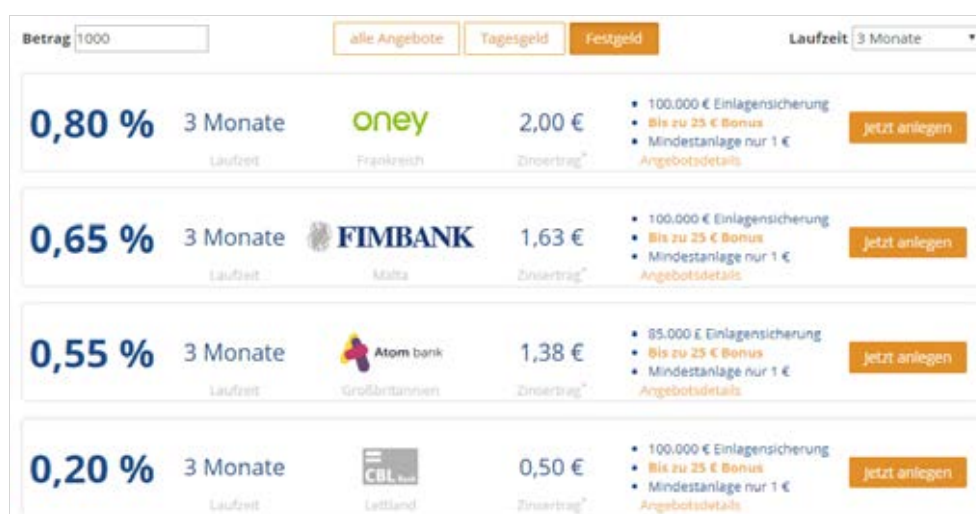 Betrag 1000 alle Angebote Tagesgeld Festgeld Laufzeit 3 Monate
0,80 % 3 Monate oney 2,00 €
Laufzeit Frankreich Zinsertrag*
• 100.000 € Einlagensicherung
• Bis zu 25 € Bonus
• Mindestanlage nur 1 €
Angebotsdetails
Jetzt anlegen
0,65 % 3 Monate FIMBANK 1,63 €
Laufzeit Malta Zinsertrag*
• 100.000 € Einlagensicherung
• Bis zu 25 € Bonus
• Mindestanlage nur 1 €
Angebotsdetails
Jetzt anlegen
0,55 % 3 Monate Atom bank 1,38 €
Laufzeit Großbritannien Zinsertrag*
• 85.000 £ Einlagensicherung
• Bis zu 25 € Bonus
• Mindestanlage nur 1 €
Angebotsdetails
Jetzt anlegen
0,20 % 3 Monate CBL Bank 0,50 €
Laufzeit Lettland Zinsertrag*
• 100.000 € Einlagensicherung
• Bis zu 25 € Bonus
• Mindestanlage nur 1 €
Angebotsdetails
Jetzt anlegen